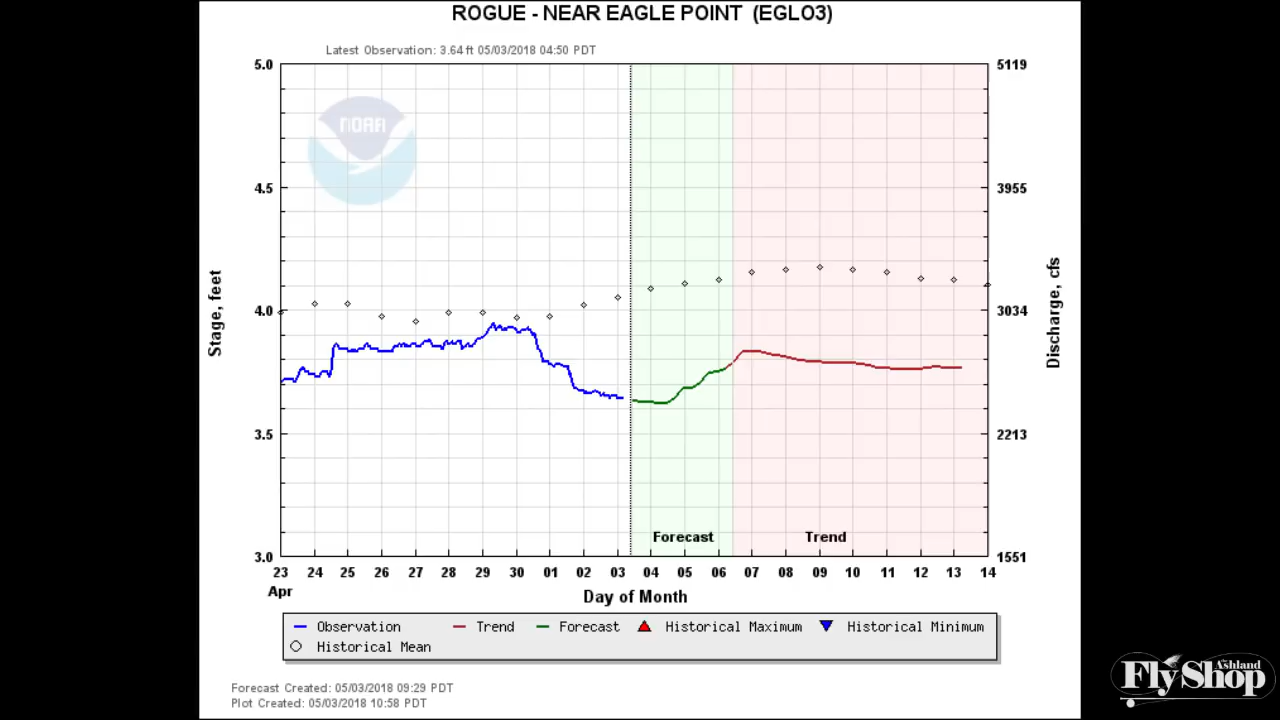 ROGUE - NEAR EAGLE POINT (EGLO3)
Latest Observation: 3.64 ft 05/03/2018 04:50 PDT
5.0 5119
NOAA
4.5 3955
4.0 3034
Stage, feet
Discharge, cfs
3.5 2213
Forecast Trend
3.0 1551
23 24 25 26 27 28 29 30 01 02 03 04 05 06 07 08 09 10 11 12 13 14
Apr
Day of Month
Observation Trend Forecast Historical Maximum Historical Minimum
Historical Mean
Forecast Created: 05/03/2018 09:29 PDT
Plot Created: 05/03/2018 10:58 PDT
The Ashland
Fly Shop